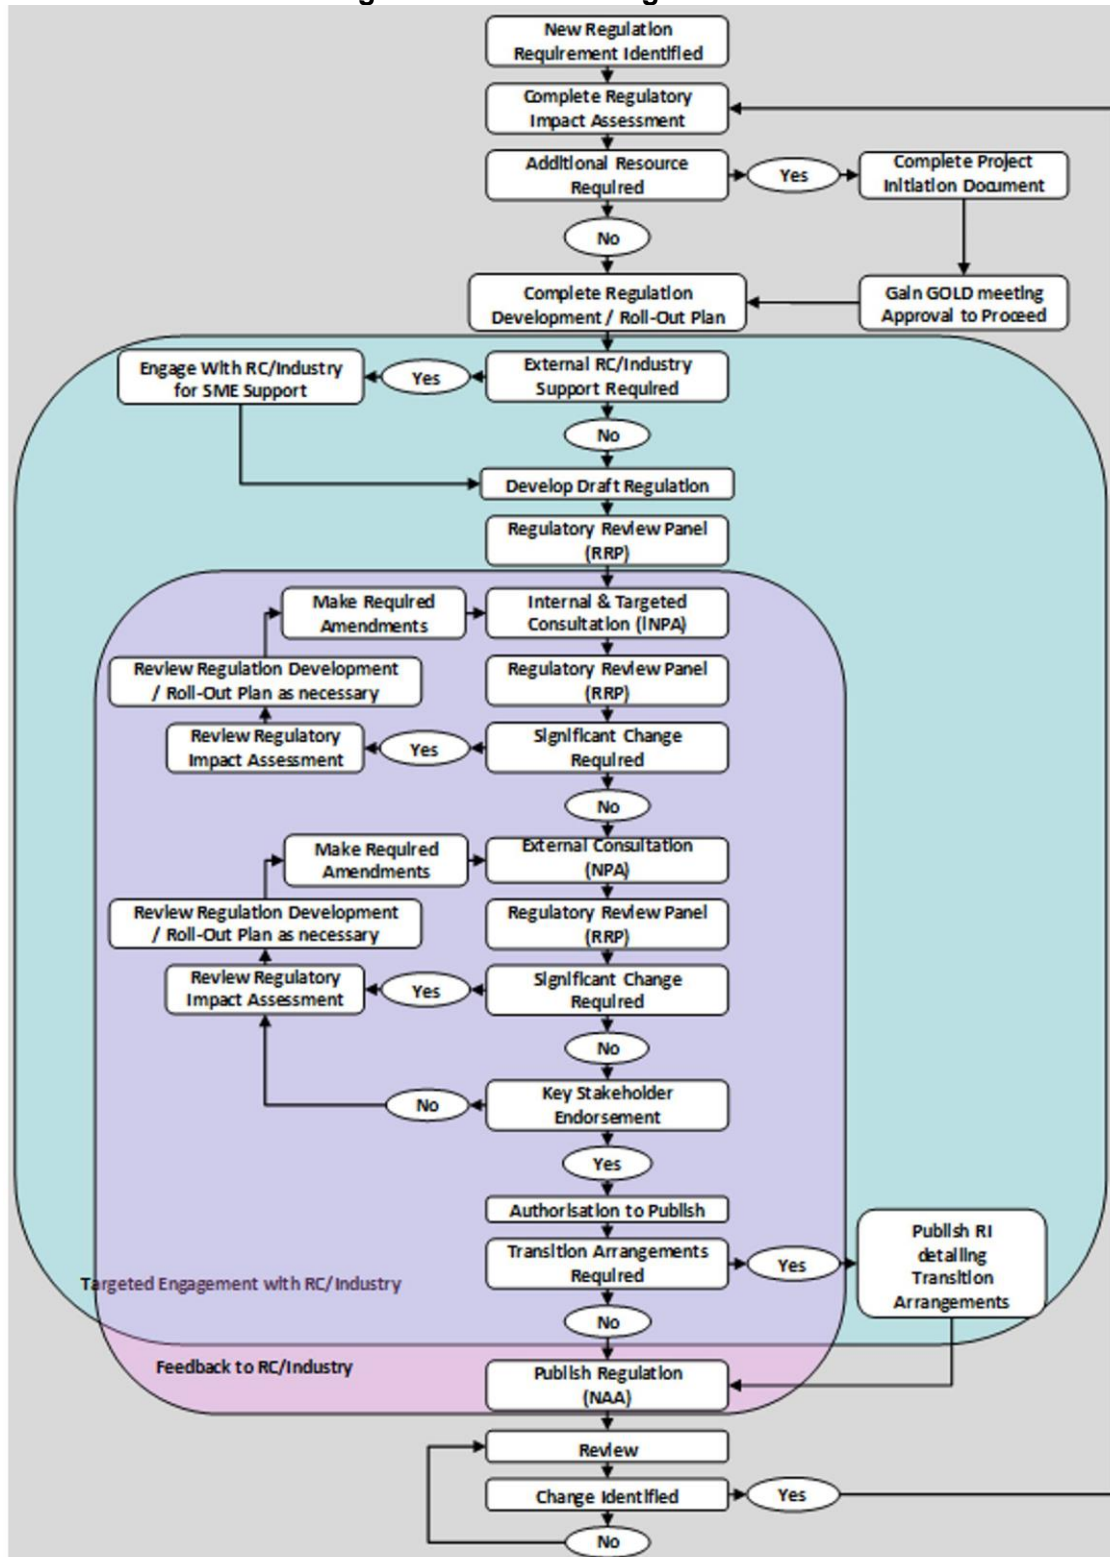 New Regulation
Requirement Identified
Complete Regulatory
Impact Assessment
Additional Resource
Required
Yes
Complete Project
Initiation Document
No
Complete Regulation
Development / Roll-Out Plan
Gain GOLD meeting
Approval to Proceed
Engage With RC/Industry
for SME Support
Yes
External RC/Industry
Support Required
No
Develop Draft Regulation
Regulatory Review Panel
(RRP)
Make Required
Amendments
Internal & Targeted
Consultation (iNPA)
Review Regulation Development
/ Roll-Out Plan as necessary
Regulatory Review Panel
(RRP)
Review Regulatory
Impact Assessment
Yes
Significant Change
Required
No
Make Required
Amendments
External Consultation
(NPA)
Review Regulation Development
/ Roll-Out Plan as necessary
Regulatory Review Panel
(RRP)
Review Regulatory
Impact Assessment
Yes
Significant Change
Required
No
No
Key Stakeholder
Endorsement
Yes
Authorisation to Publish
Transition Arrangements
Required
Yes
Publish RI
detailing
Transition
Arrangements
Targeted Engagement with RC/Industry
No
Feedback to RC/Industry
Publish Regulation
(NAA)
Review
Change Identified
Yes
No